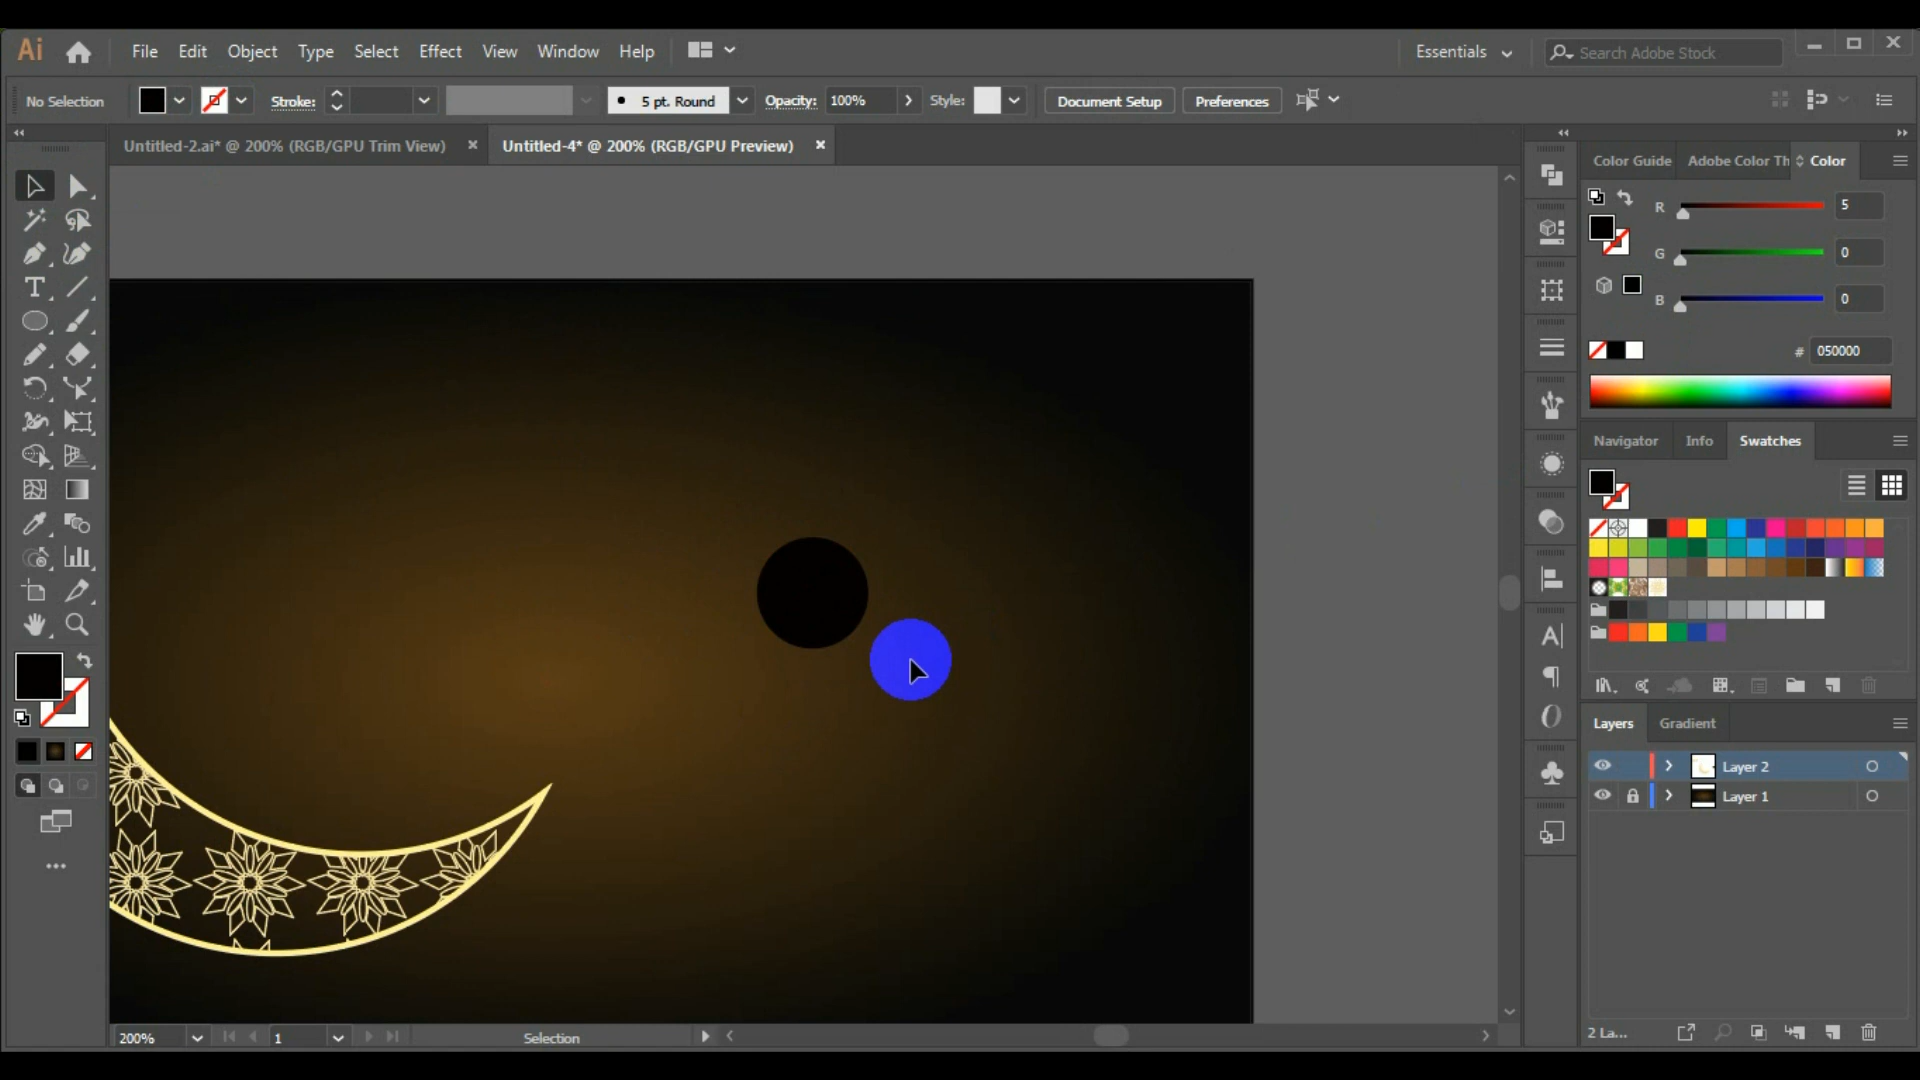 Ai File Edit Object Type Select Effect View Window Help Essentials Search Adobe Stock
No Selection Stroke: 5 pt. Round Opacity: 100% Style: Document Setup Preferences
Untitled-2.ai* @ 200% (RGB/GPU Trim View) × Untitled-4* @ 200% (RGB/GPU Preview) ×
Color Guide Adobe Color Th Color
R 5
G 0
B 0
# 050000
Navigator Info Swatches
Layers Gradient
Layer 2
Layer 1
200% 1 Selection 2 La...